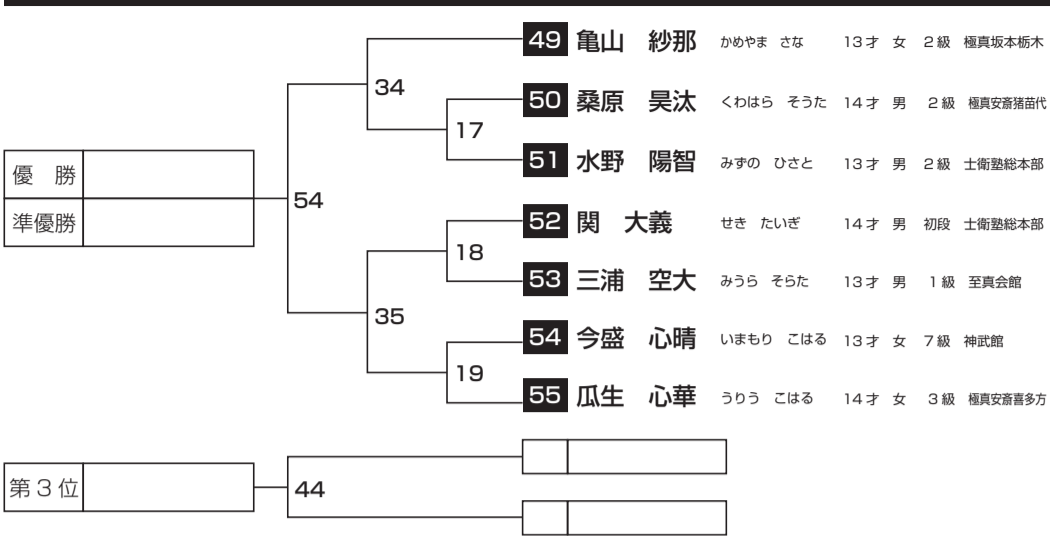 49 亀山 紗那 かめやま さな 13才 女 2級 極真坂本栃木
34
50 桑原 昊汰 くわはら そうた 14才 男 2級 極真安斎猪苗代
17
51 水野 陽智 みずの ひさと 13才 男 2級 士衛塾総本部
優 勝
54
準優勝
52 関 大義 せき たいぎ 14才 男 初段 士衛塾総本部
18
53 三浦 空大 みうら そらた 13才 男 1級 至真会館
35
54 今盛 心晴 いまもり こはる 13才 女 7級 神武館
19
55 瓜生 心華 うりう こはる 14才 女 3級 極真安斎喜多方
第3位
44